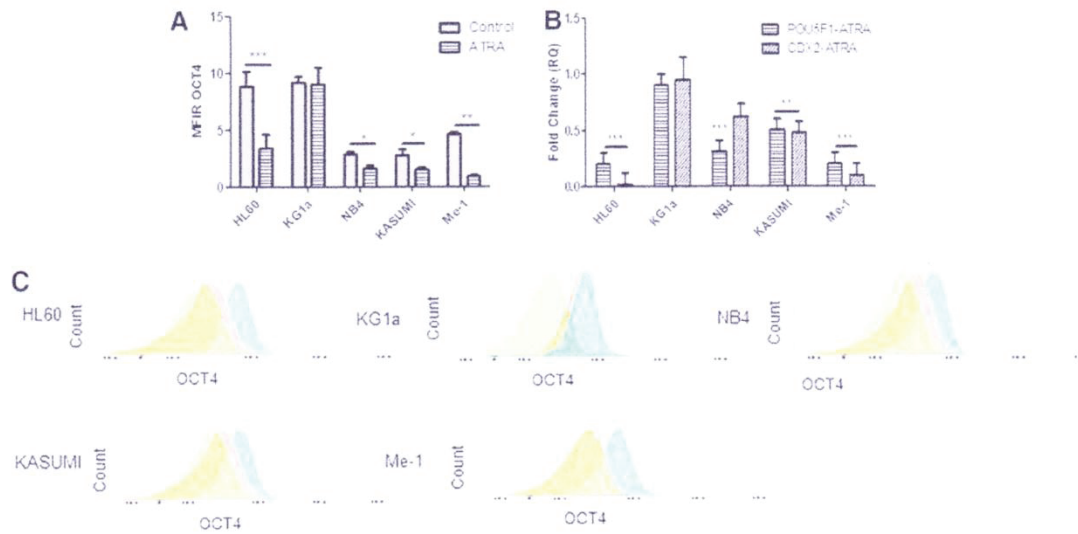 A
15
10
5
0
MFIR OCT4
Control
ATRA
***
*
*
**
HL60
KG1a
NB4
KASUMI
Me-1
B
1.5
1.0
0.5
0.0
Fold Change (RQ)
POU5F1-ATRA
CDX2-ATRA
***
***
**
***
HL60
KG1a
NB4
KASUMI
Me-1
C
HL60
Count
OCT4
KG1a
Count
OCT4
NB4
Count
OCT4
KASUMI
Count
OCT4
Me-1
Count
OCT4